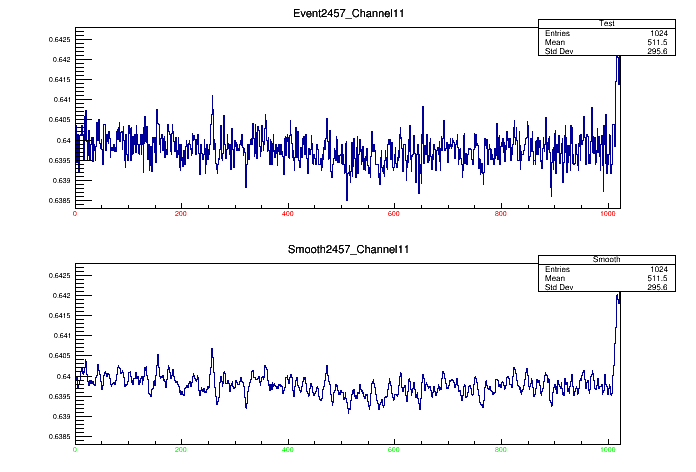 Event2457_Channel11
Test
Entries 1024
Mean 511.5
Std Dev 295.6
0.6425
0.642
0.6415
0.641
0.6405
0.64
0.6395
0.639
0.6385
0 200 400 600 800 1000
Smooth2457_Channel11
Smooth
Entries 1024
Mean 511.5
Std Dev 295.6
0.6425
0.642
0.6415
0.641
0.6405
0.64
0.6395
0.639
0.6385
0 200 400 600 800 1000